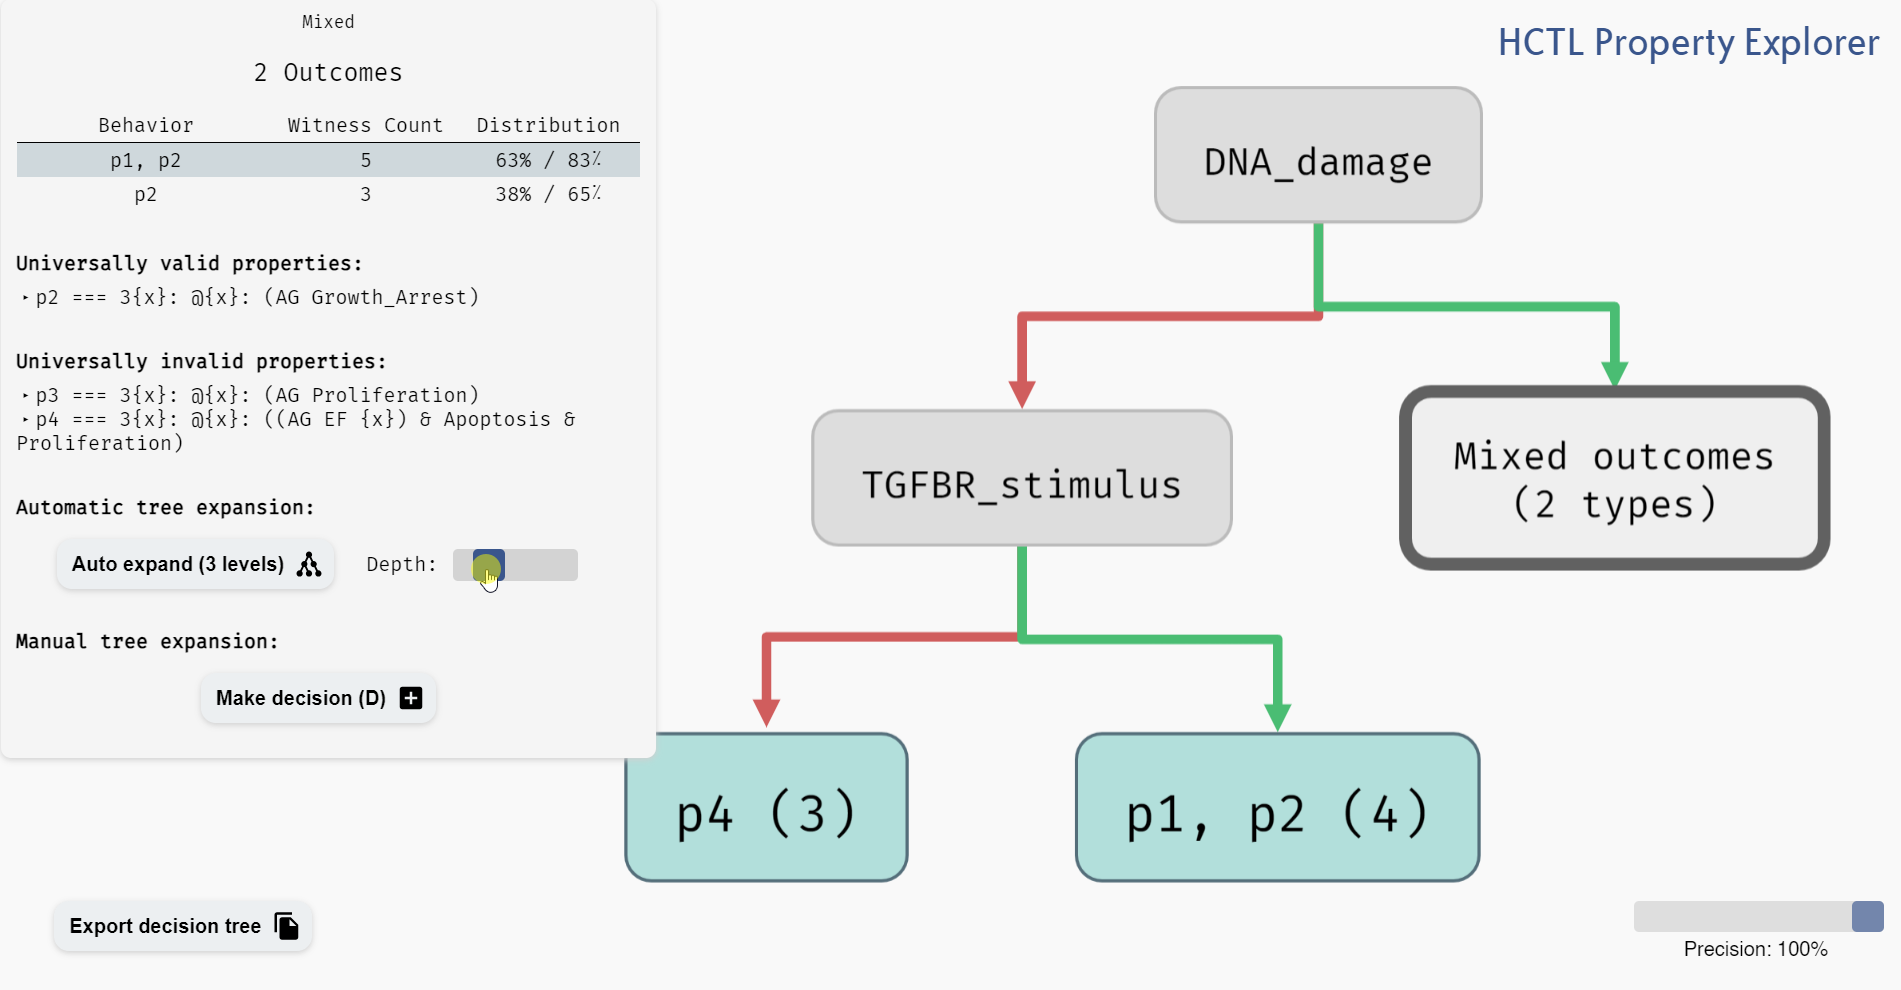 Mixed
2 Outcomes
Behavior Witness Count Distribution
p1, p2 5 63% / 83٪
p2 3 38% / 65٪
Universally valid properties:
‣p2 === 3{x}: @{x}: (AG Growth_Arrest)
Universally invalid properties:
‣p3 === 3{x}: @{x}: (AG Proliferation)
‣p4 === 3{x}: @{x}: ((AG EF {x}) & Apoptosis &
Proliferation)
Automatic tree expansion:
Auto expand (3 levels) Depth:
Manual tree expansion:
Make decision (D)
Export decision tree
HCTL Property Explorer
DNA_damage
TGFBR_stimulus
Mixed outcomes
(2 types)
p4 (3)
p1, p2 (4)
Precision: 100%